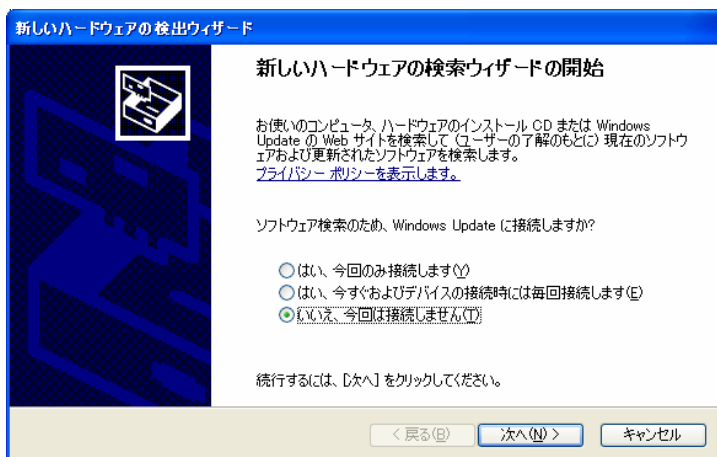 新しいハードウェアの検出ウィザード
新しいハードウェアの検索ウィザードの開始
お使いのコンピュータ、ハードウェアのインストール CD または Windows
Update の Web サイトを検索して (ユーザーの了解のもとに) 現在のソフトウ
ェアおよび更新されたソフトウェアを検索します。
プライバシー ポリシーを表示します。
ソフトウェア検索のため、Windows Update に接続しますか?
はい、今回のみ接続します(Y)
はい、今すぐおよびデバイスの接続時には毎回接続します(E)
いいえ、今回は接続しません(T)
続行するには、[次へ] をクリックしてください。
< 戻る(B) 次へ(N) > キャンセル